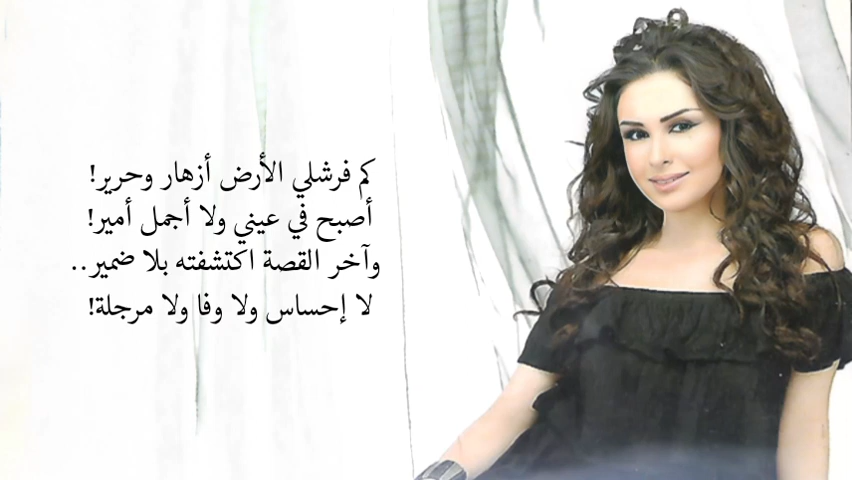 كم فرشلي الأرض أزهار وحرير!
أصبح في عيني ولا أجمل أمير!
وآخر القصة اكتشفته بلا ضمير..
لا إحساس ولا وفا ولا مرجلة!